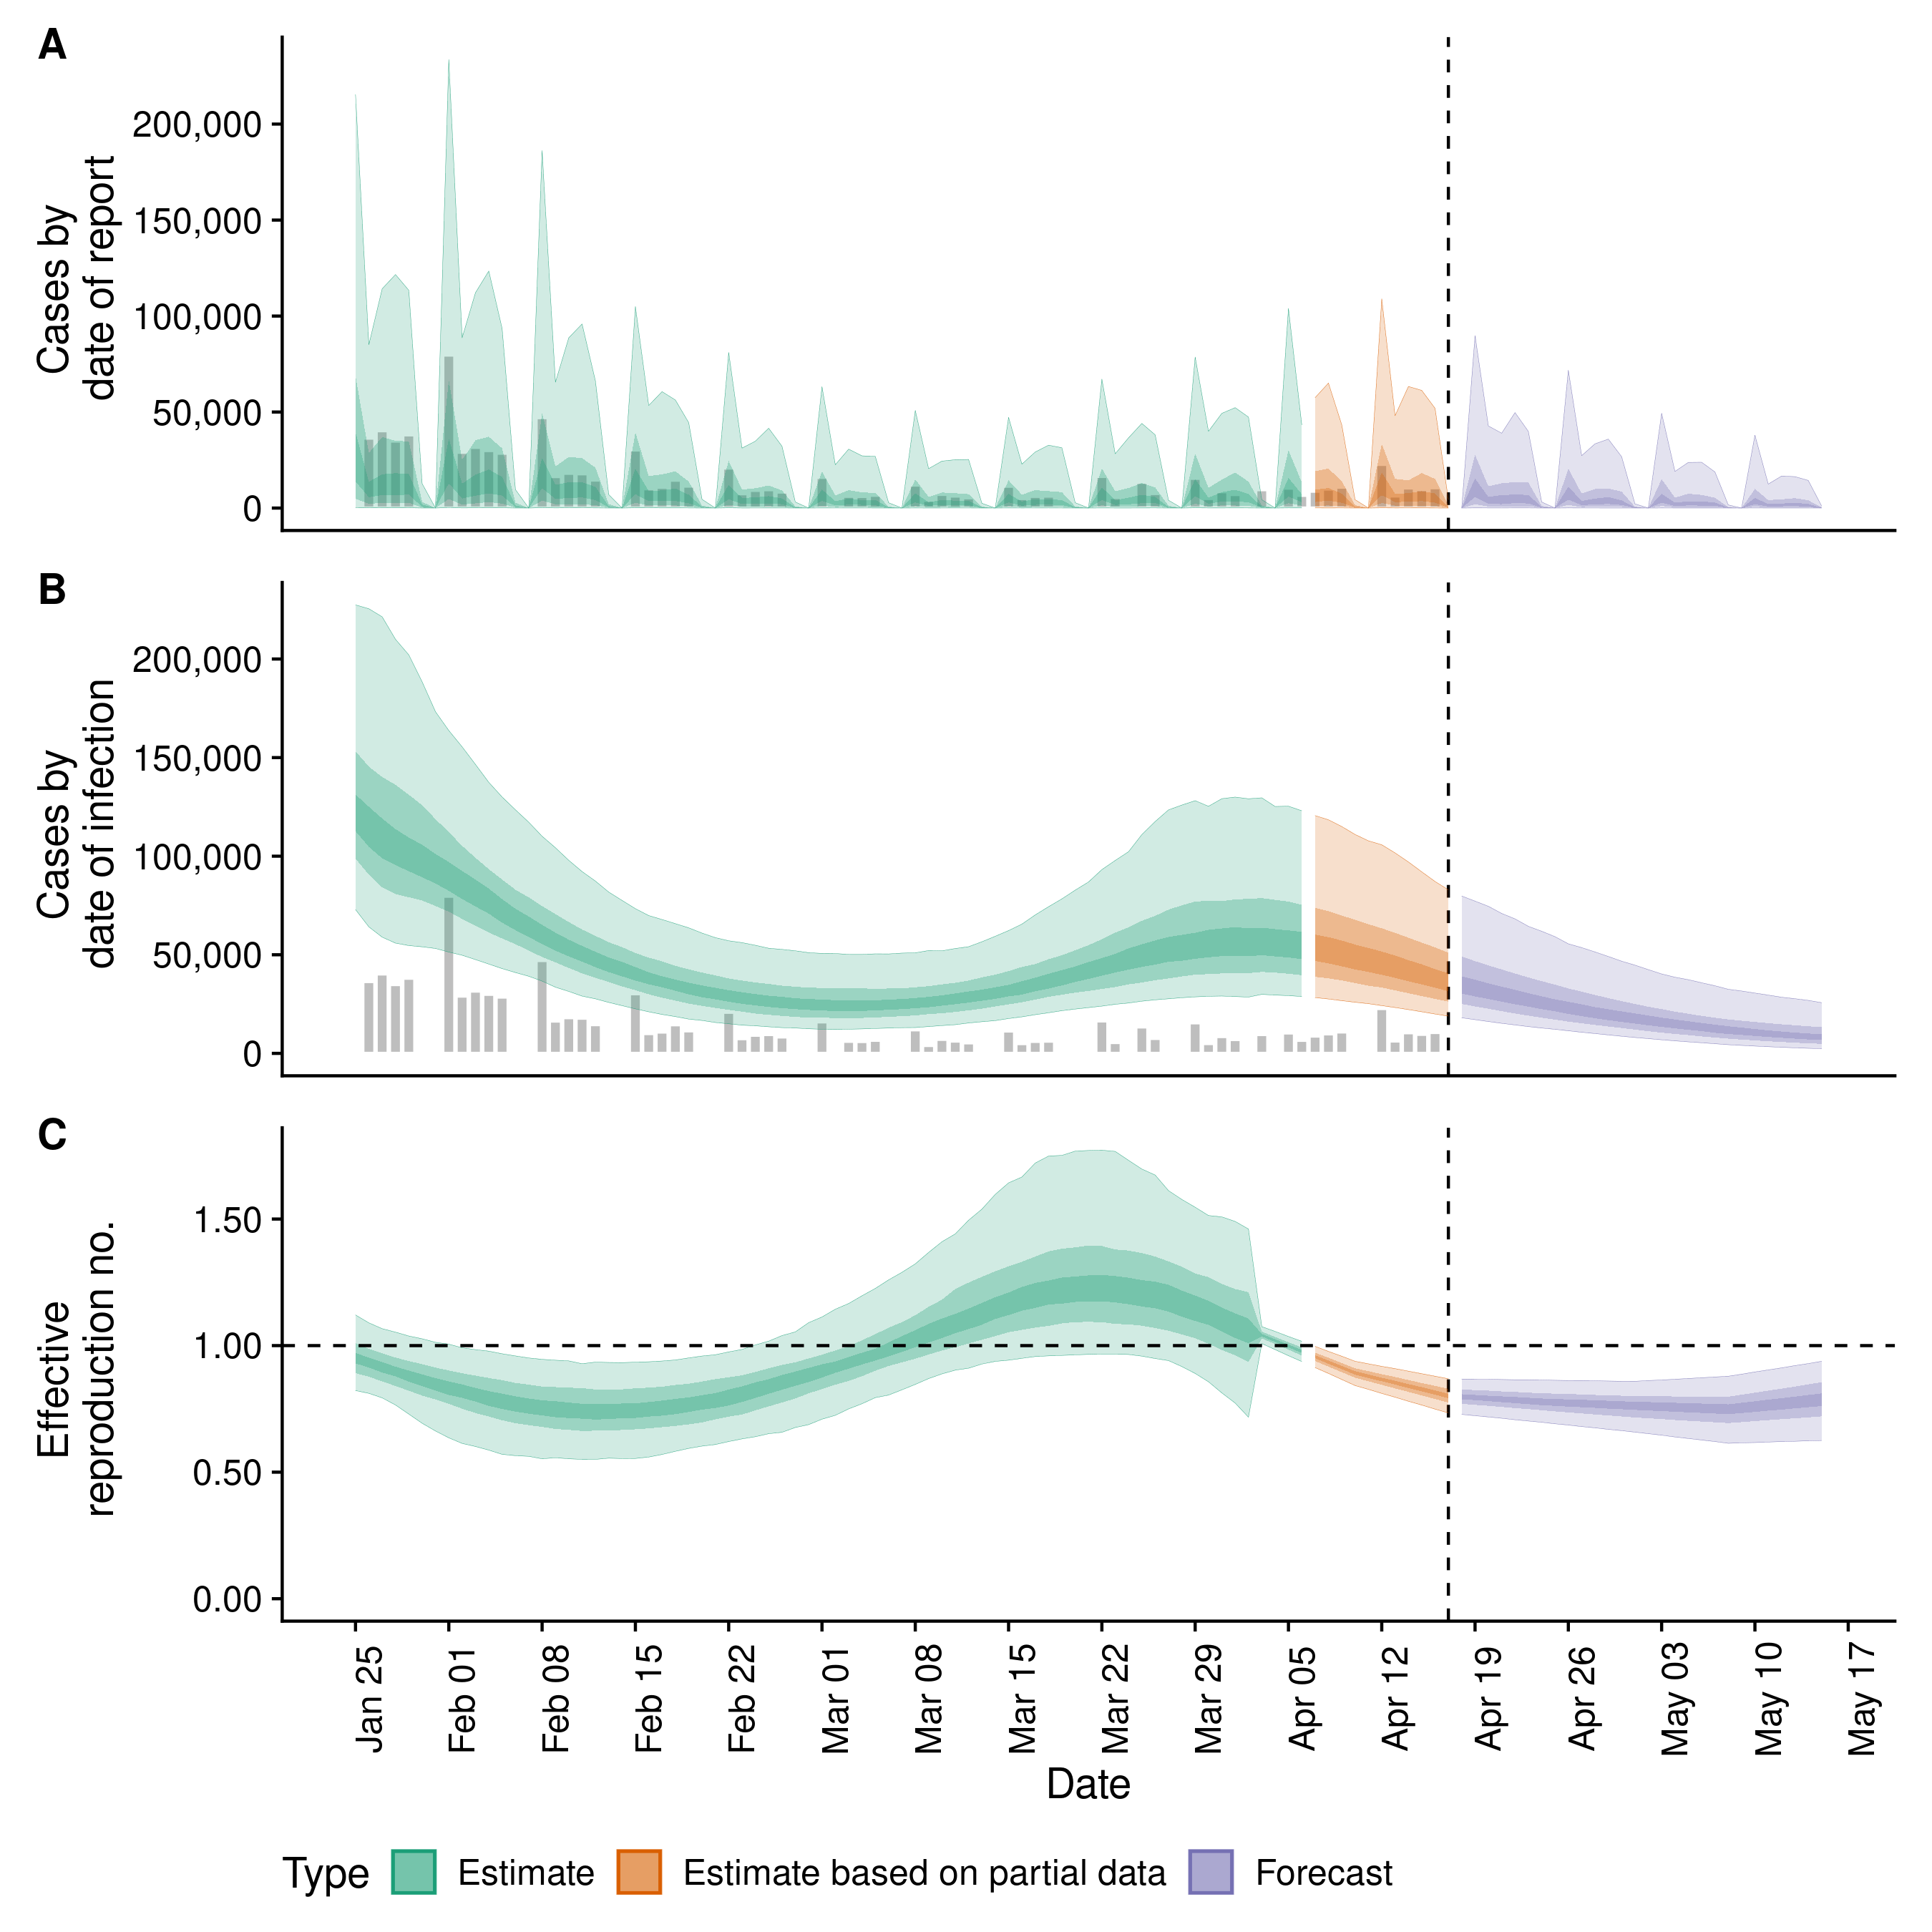 A
Cases by
date of report
200,000
150,000
100,000
50,000
0
B
Cases by
date of infection
200,000
150,000
100,000
50,000
0
C
Effective
reproduction no.
1.50
1.00
0.50
0.00
Jan 25
Feb 01
Feb 08
Feb 15
Feb 22
Mar 01
Mar 08
Mar 15
Mar 22
Mar 29
Apr 05
Apr 12
Apr 19
Apr 26
May 03
May 10
May 17
Date
Type Estimate Estimate based on partial data Forecast